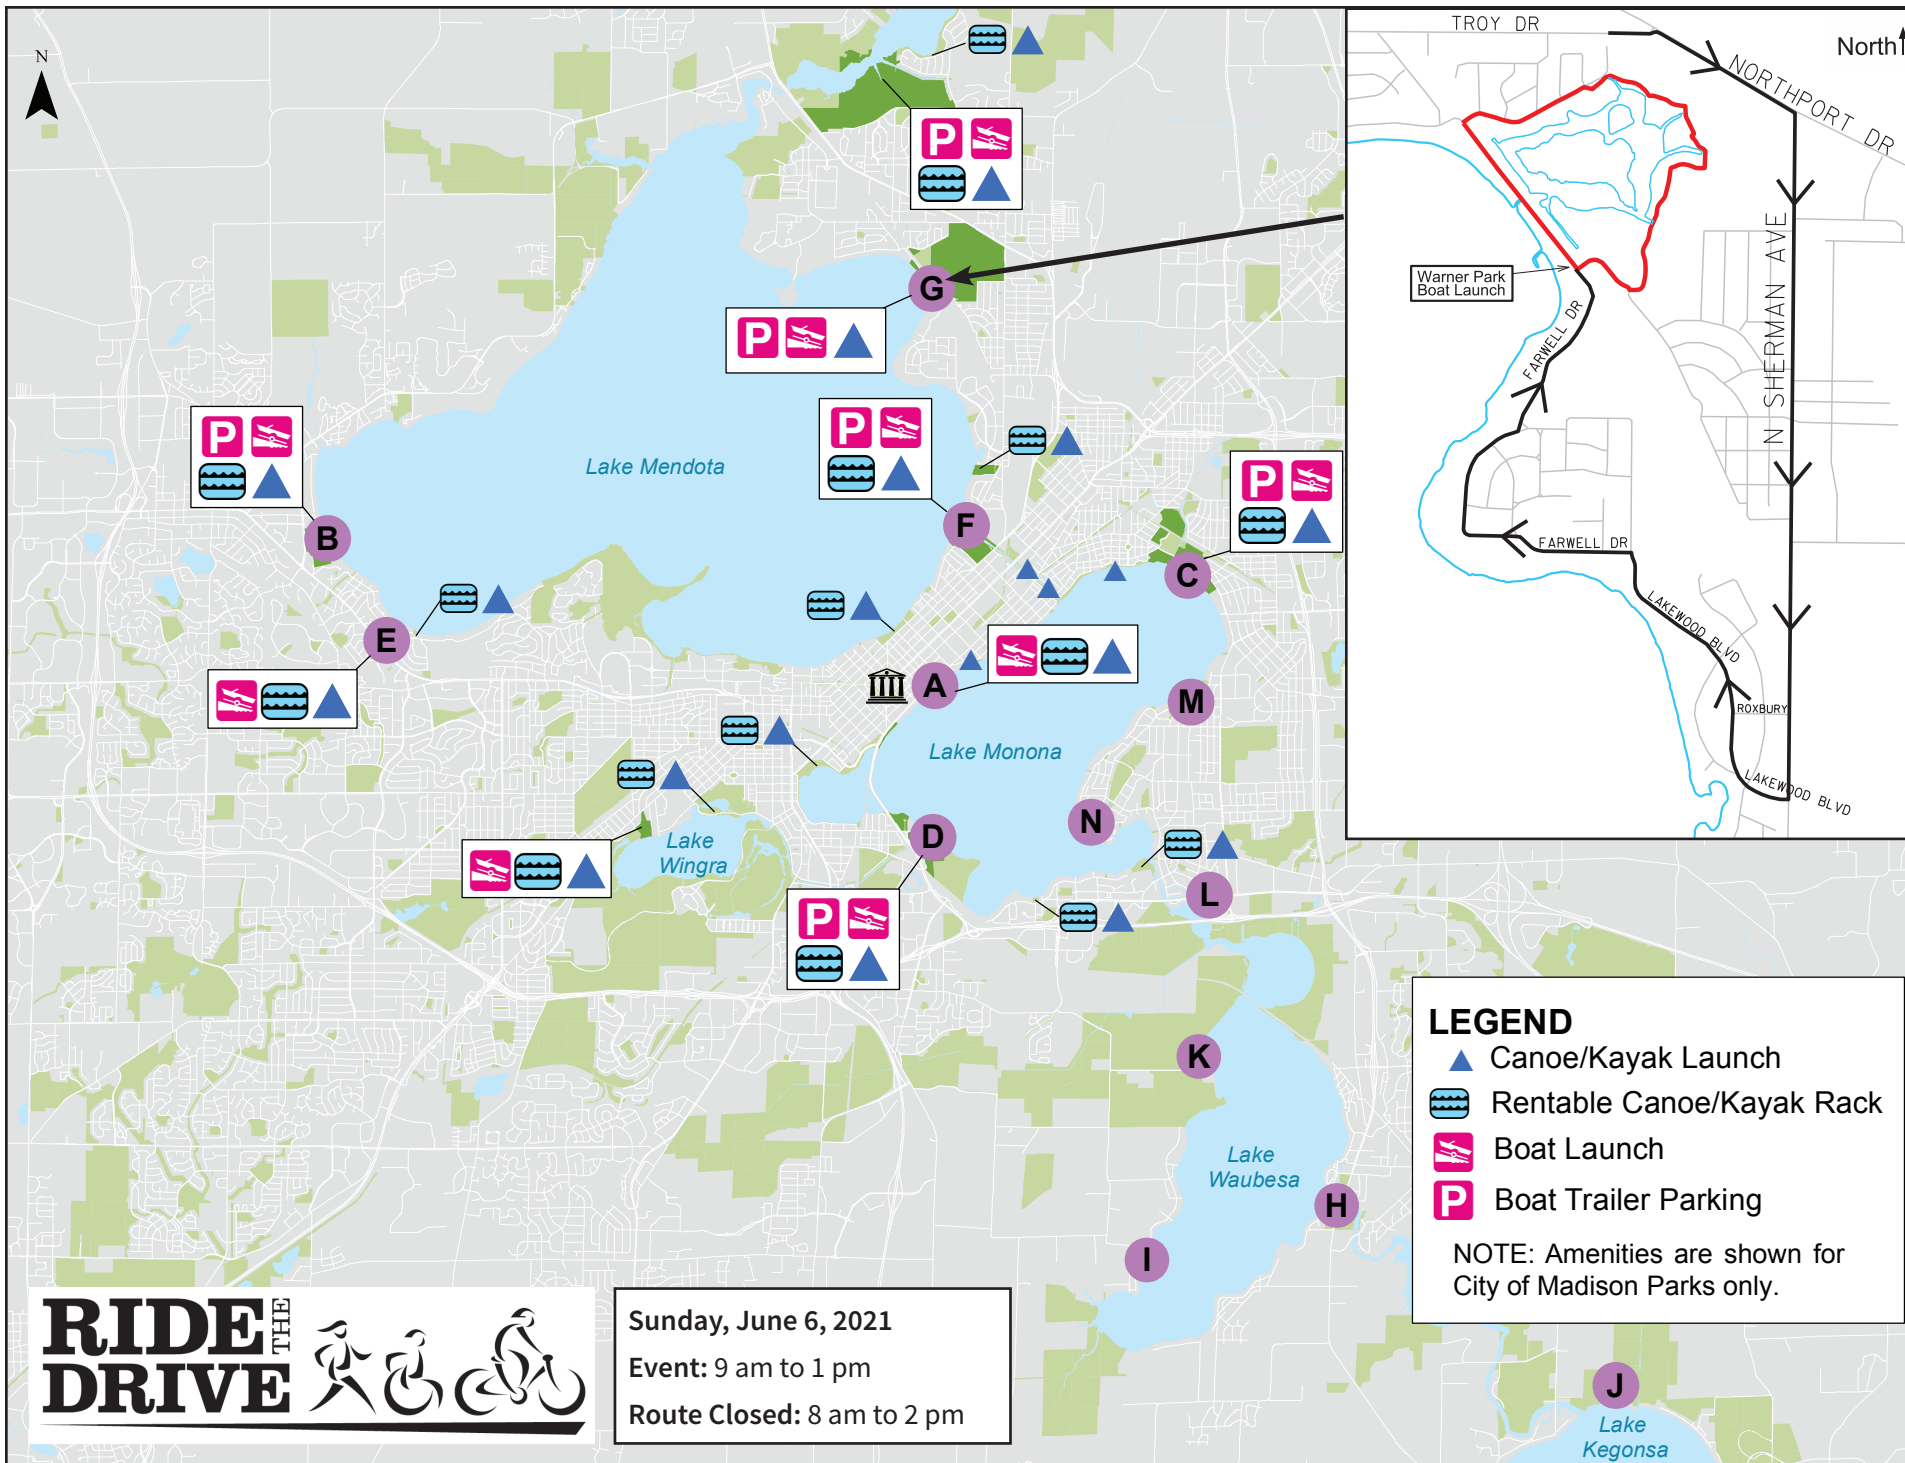 N
TROY DR
North
NORTHPORT DR
N SHERMAN AVE
Warner Park
Boat Launch
FARWELL DR
FARWELL DR
LAKEWOOD BLVD
ROXBURY
LAKEWOOD BLVD
P
G
P
P
P
Lake Mendota
P
B
F
C
E
A
M
Lake Monona
N
D
Lake
Wingra
L
P
K
Lake
Waubesa
H
I
J
Lake
Kegonsa
LEGEND
Canoe/Kayak Launch
Rentable Canoe/Kayak Rack
Boat Launch
P Boat Trailer Parking
NOTE: Amenities are shown for
City of Madison Parks only.
RIDE THE
DRIVE
Sunday, June 6, 2021
Event: 9 am to 1 pm
Route Closed: 8 am to 2 pm